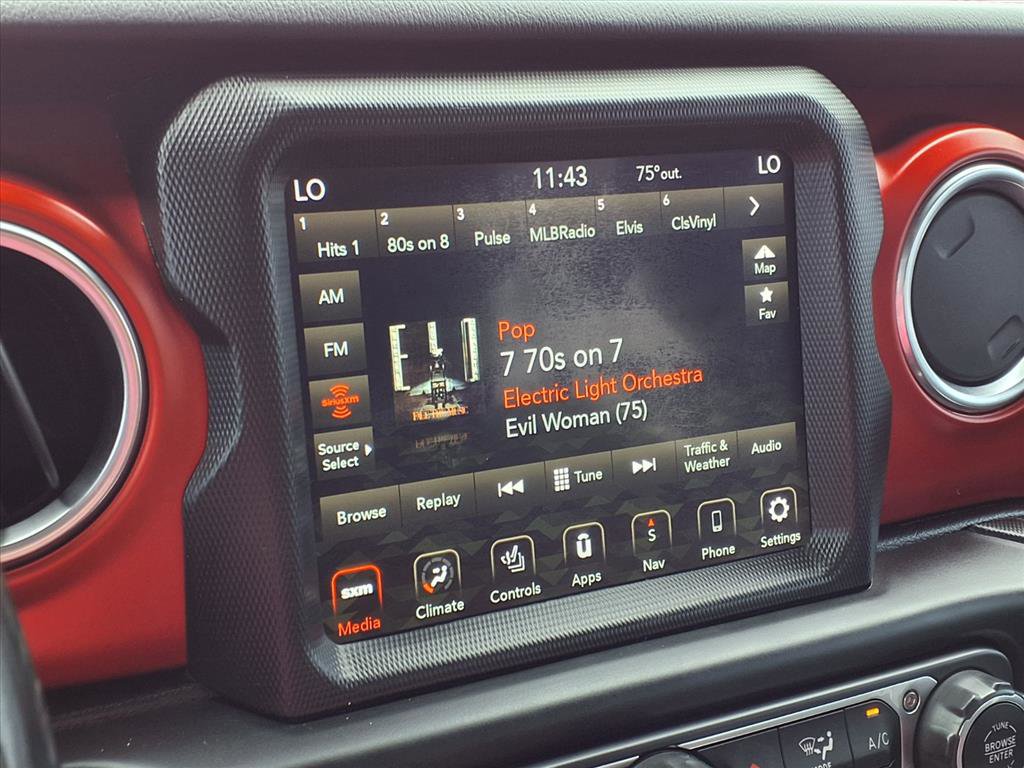 LO 11:43 75° out. LO
1 Hits 1 2 80s on 8 3 Pulse 4 MLBRadio 5 Elvis 6 ClsVinyl
AM
Map
FM
Fav
Pop
7 70s on 7
Electric Light Orchestra
Evil Woman (75)
SiriusXM
Source
Select
Browse Replay Tune Traffic &
Weather Audio
sxm
Media Climate Controls Apps S
Nav Phone Settings
MODE
A/C
TUNE
BROWSE
ENTER